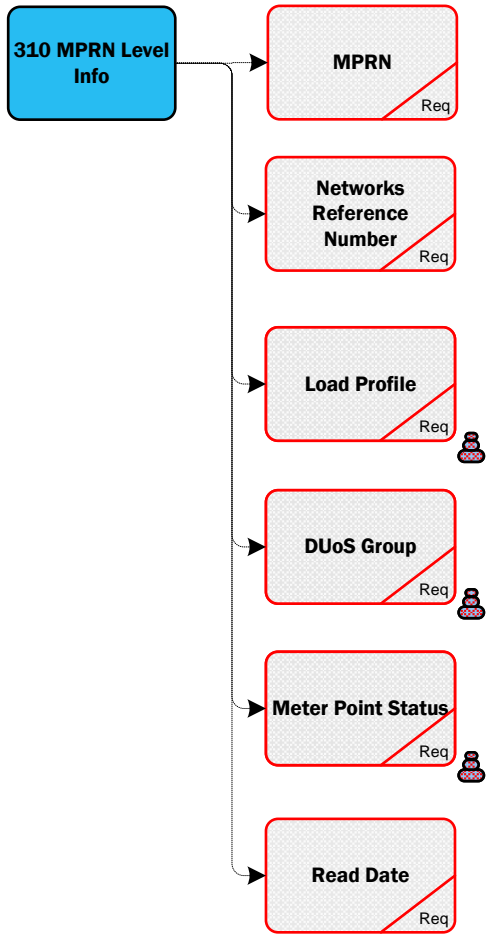 310 MPRN Level
Info
MPRN
Req
Networks
Reference
Number
Req
Load Profile
Req
DUoS Group
Req
Meter Point Status
Req
Read Date
Req